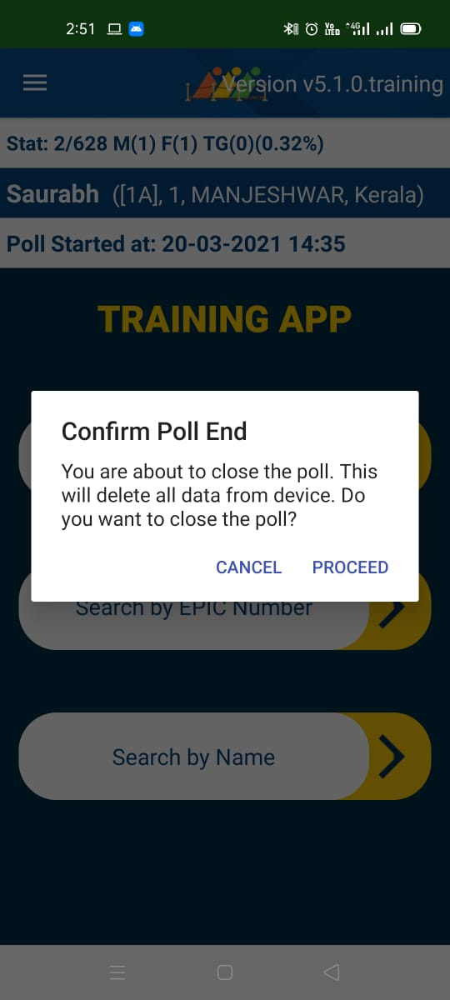 2:51
Vo
LTED
4G
Version v5.1.0.training
Stat: 2/628 M(1) F(1) TG(0)(0.32%)
Saurabh ([1A], 1, MANJESHWAR, Kerala)
Poll Started at: 20-03-2021 14:35
TRAINING APP
Confirm Poll End
You are about to close the poll. This
will delete all data from device. Do
you want to close the poll?
CANCEL PROCEED
Search by EPIC Number
Search by Name